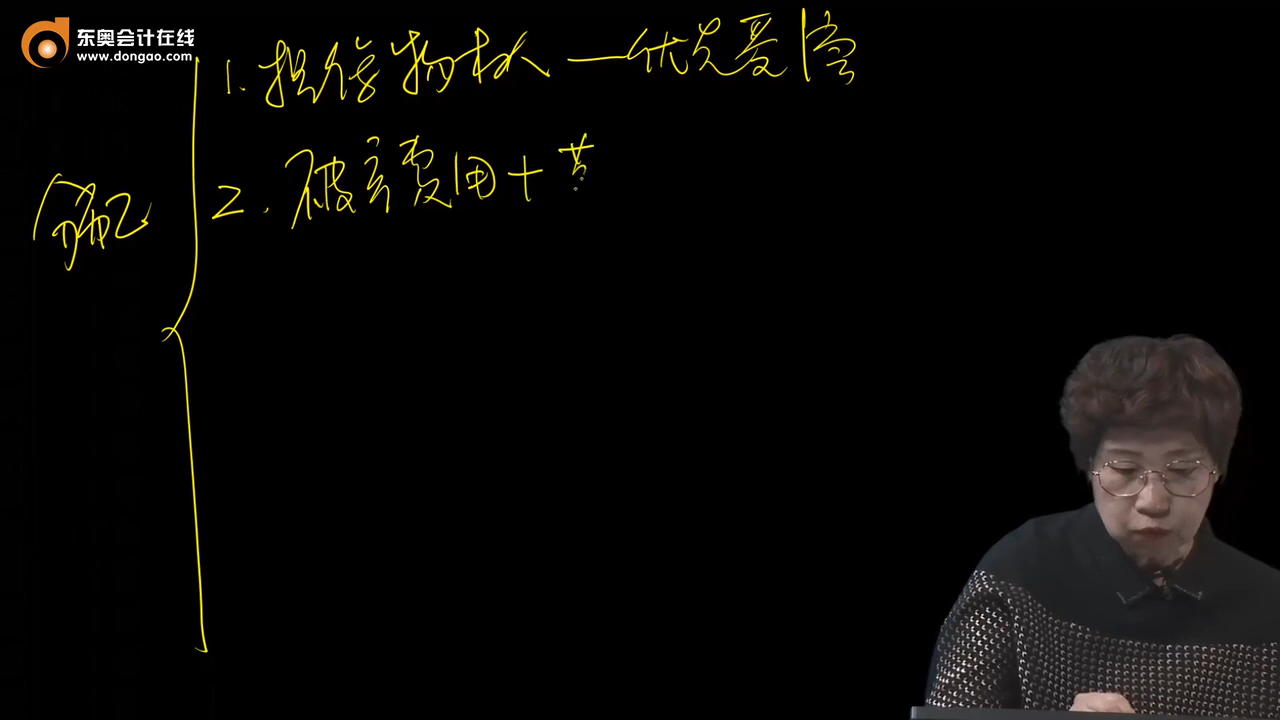 东奥会计在线
www.dongao.com
1. 担保物权 — 优先受偿
分配
2. 破产费用 + 共